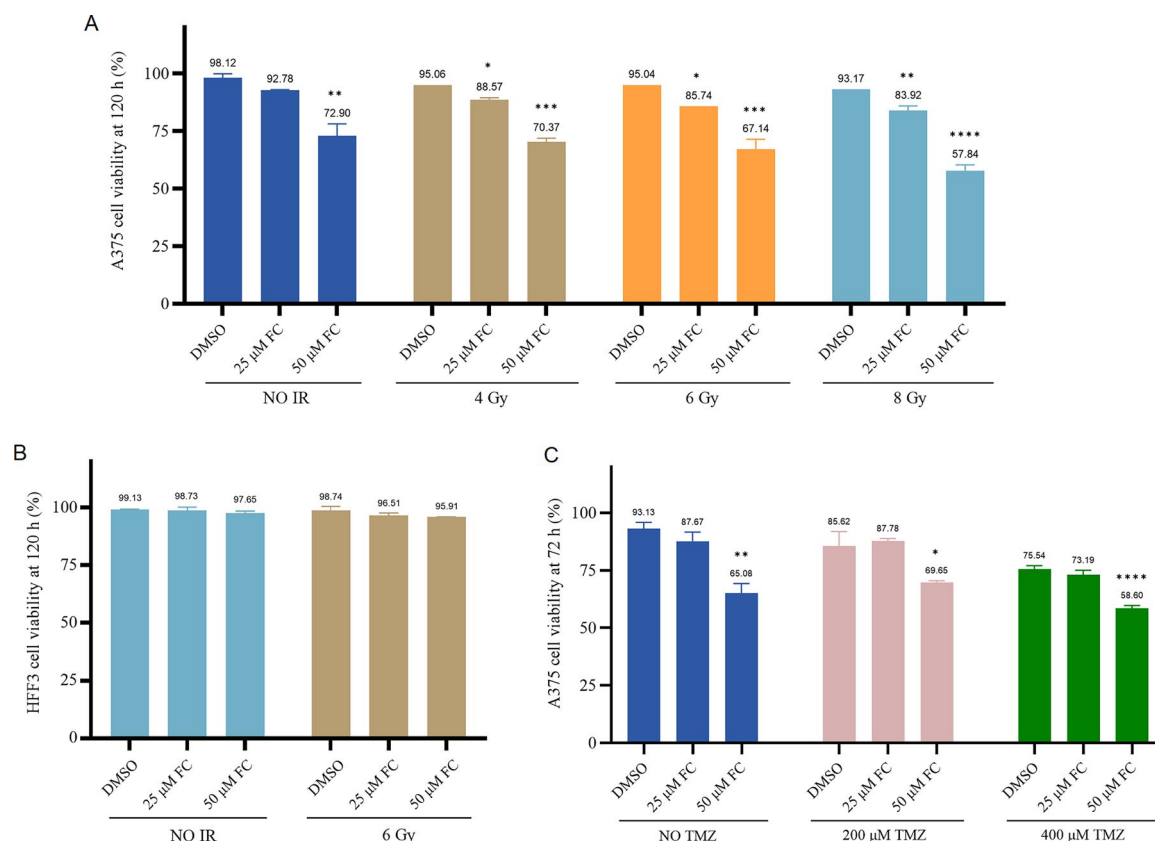 A
A375 cell viability at 120 h (%)
100
75
50
25
0
98.12
92.78
**
72.90
95.06
*
88.57
***
70.37
95.04
*
85.74
***
67.14
93.17
**
83.92
****
57.84
DMSO
25 µM FC
50 µM FC
DMSO
25 µM FC
50 µM FC
DMSO
25 µM FC
50 µM FC
DMSO
25 µM FC
50 µM FC
NO IR
4 Gy
6 Gy
8 Gy
B
HFF3 cell viability at 120 h (%)
100
75
50
25
0
99.13
98.73
97.65
98.74
96.51
95.91
DMSO
25 µM FC
50 µM FC
DMSO
25 µM FC
50 µM FC
NO IR
6 Gy
C
A375 cell viability at 72 h (%)
100
75
50
25
0
93.13
87.67
**
65.08
85.62
87.78
*
69.65
75.54
73.19
****
58.60
DMSO
25 µM FC
50 µM FC
DMSO
25 µM FC
50 µM FC
DMSO
25 µM FC
50 µM FC
NO TMZ
200 µM TMZ
400 µM TMZ